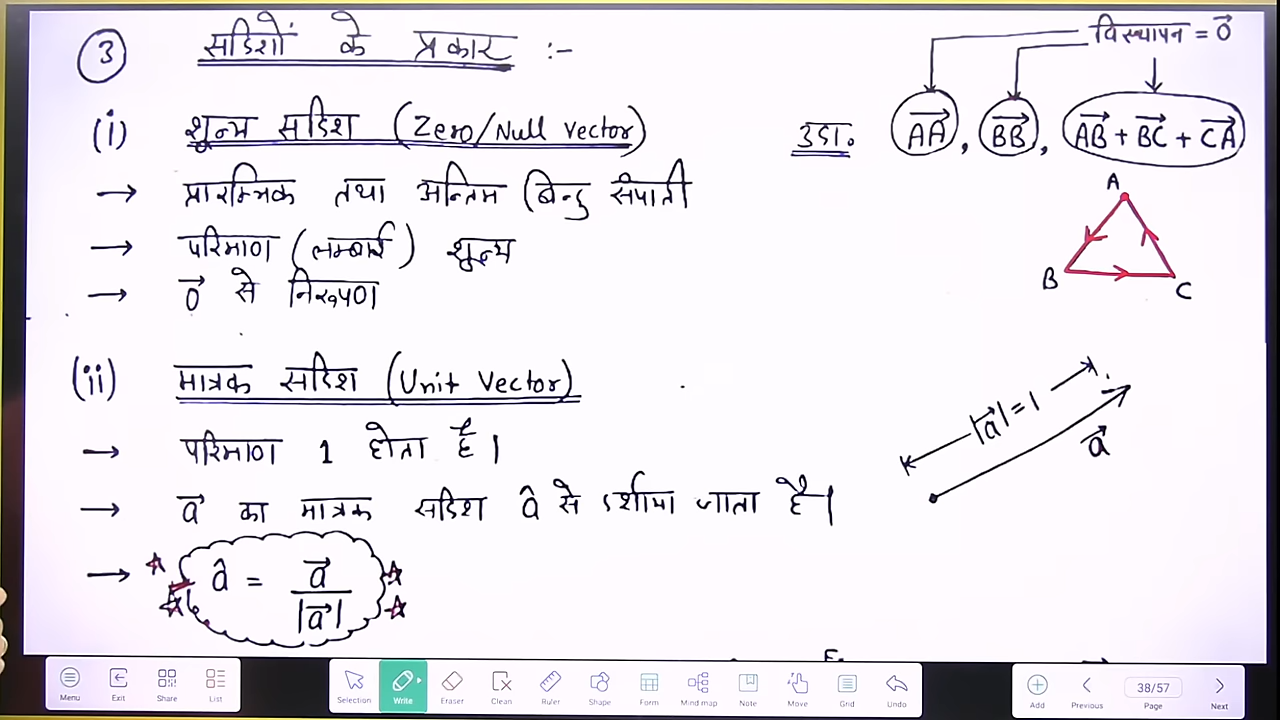 ③ सदिशों के प्रकार :-
(i) शून्य सदिश (Zero/Null Vector)
→ प्रारम्भिक तथा अन्तिम बिन्दु संपाती
→ परिमाण (लम्बाई) शून्य
→ 0⃗ से निरूपण
विस्थापन = 0⃗
उदा. AA⃗, BB⃗, AB⃗ + BC⃗ + CA⃗
A
B
C
(ii) मात्रक सदिश (Unit Vector)
→ परिमाण 1 होता है।
→ a⃗ का मात्रक सदिश â से दर्शाया जाता है।
→ â = a⃗ / |a⃗|
|a⃗| = 1
a⃗
Menu Exit Share List Selection Write Eraser Clean Ruler Shape Form Mind map Note Move Grid Undo Add Previous 38/57 Page Next